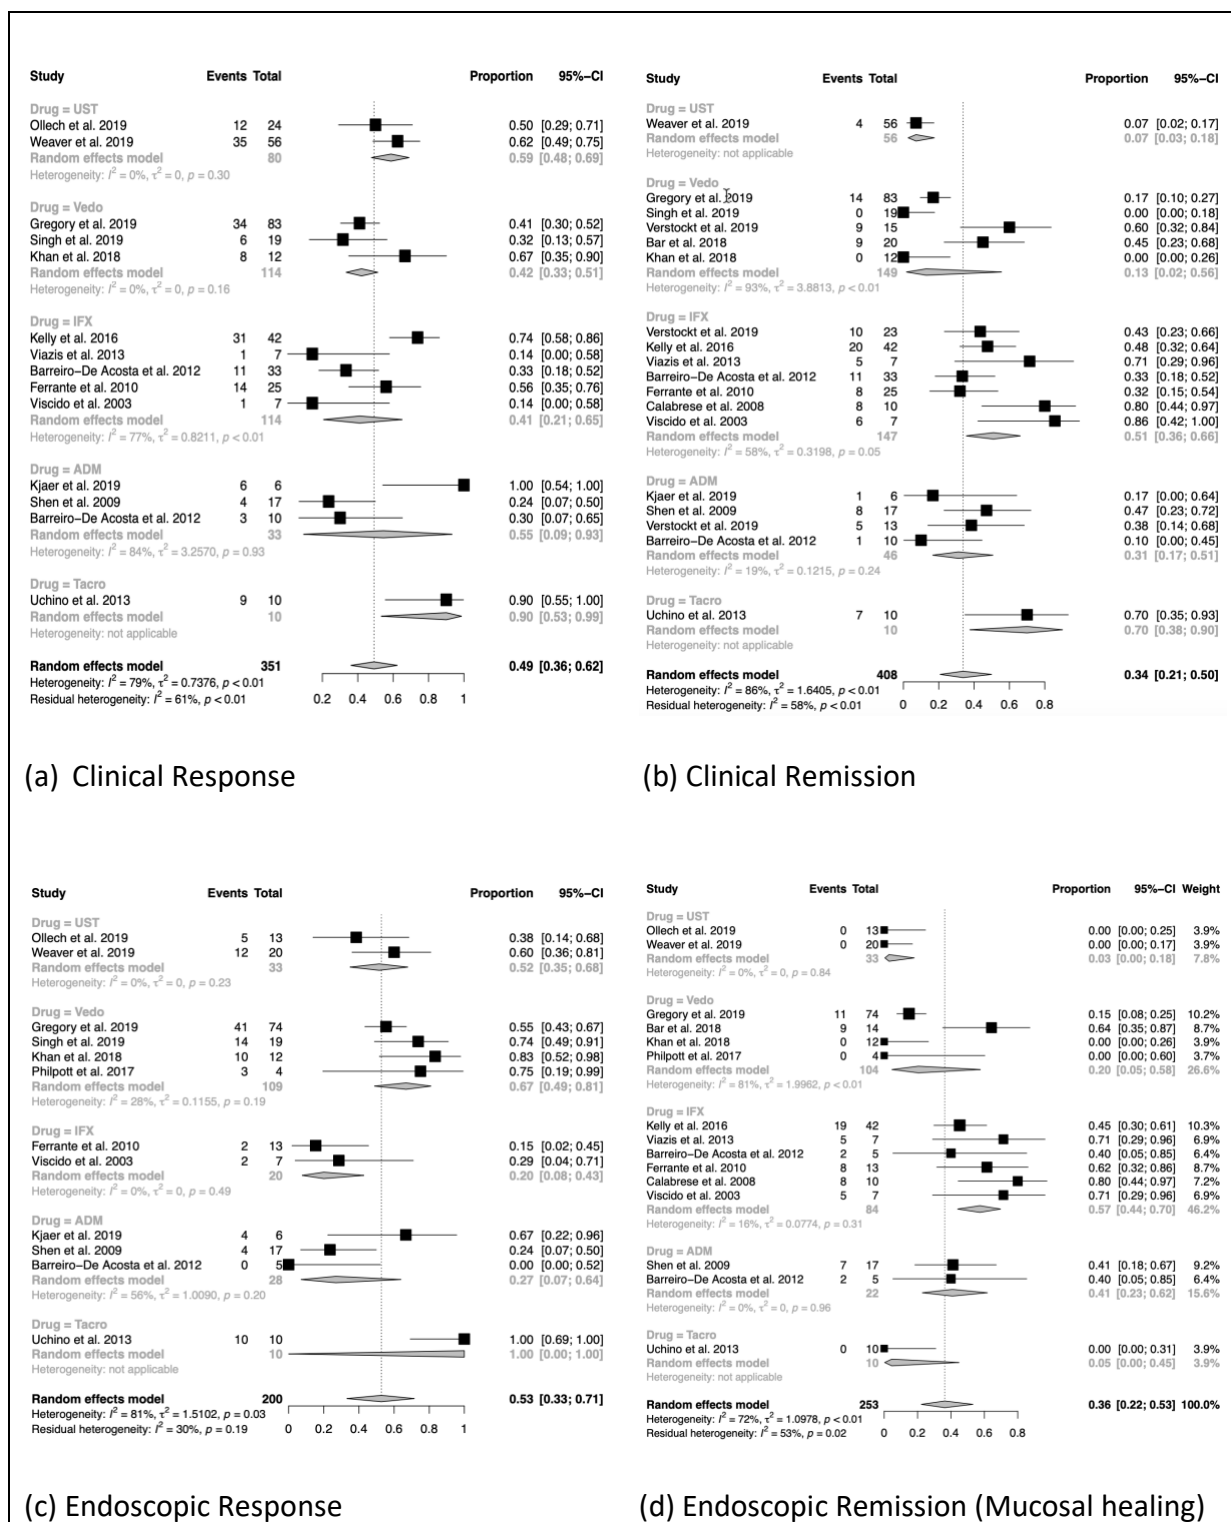 Study Events Total Proportion 95%−CI
Drug = UST
Ollech et al. 2019 12 24 0.50 [0.29; 0.71]
Weaver et al. 2019 35 56 0.62 [0.49; 0.75]
Random effects model 80 0.59 [0.48; 0.69]
Heterogeneity: I² = 0%, τ² = 0, p = 0.30
Drug = Vedo
Gregory et al. 2019 34 83 0.41 [0.30; 0.52]
Singh et al. 2019 6 19 0.32 [0.13; 0.57]
Khan et al. 2018 8 12 0.67 [0.35; 0.90]
Random effects model 114 0.42 [0.33; 0.51]
Heterogeneity: I² = 0%, τ² = 0, p = 0.16
Drug = IFX
Kelly et al. 2016 31 42 0.74 [0.58; 0.86]
Viazis et al. 2013 1 7 0.14 [0.00; 0.58]
Barreiro−De Acosta et al. 2012 11 33 0.33 [0.18; 0.52]
Ferrante et al. 2010 14 25 0.56 [0.35; 0.76]
Viscido et al. 2003 1 7 0.14 [0.00; 0.58]
Random effects model 114 0.41 [0.21; 0.65]
Heterogeneity: I² = 77%, τ² = 0.8211, p < 0.01
Drug = ADM
Kjaer et al. 2019 6 6 1.00 [0.54; 1.00]
Shen et al. 2009 4 17 0.24 [0.07; 0.50]
Barreiro−De Acosta et al. 2012 3 10 0.30 [0.07; 0.65]
Random effects model 33 0.55 [0.09; 0.93]
Heterogeneity: I² = 84%, τ² = 3.2570, p = 0.93
Drug = Tacro
Uchino et al. 2013 9 10 0.90 [0.55; 1.00]
Random effects model 10 0.90 [0.53; 0.99]
Heterogeneity: not applicable
Random effects model 351 0.49 [0.36; 0.62]
Heterogeneity: I² = 79%, τ² = 0.7376, p < 0.01
Residual heterogeneity: I² = 61%, p < 0.01
0.2 0.4 0.6 0.8 1
(a) Clinical Response
Study Events Total Proportion 95%−CI
Drug = UST
Weaver et al. 2019 4 56 0.07 [0.02; 0.17]
Random effects model 56 0.07 [0.03; 0.18]
Heterogeneity: not applicable
Drug = Vedo
Gregory et al. 2019 14 83 0.17 [0.10; 0.27]
Singh et al. 2019 0 19 0.00 [0.00; 0.18]
Verstockt et al. 2019 9 15 0.60 [0.32; 0.84]
Bar et al. 2018 9 20 0.45 [0.23; 0.68]
Khan et al. 2018 0 12 0.00 [0.00; 0.26]
Random effects model 149 0.13 [0.02; 0.56]
Heterogeneity: I² = 93%, τ² = 3.8813, p < 0.01
Drug = IFX
Verstockt et al. 2019 10 23 0.43 [0.23; 0.66]
Kelly et al. 2016 20 42 0.48 [0.32; 0.64]
Viazis et al. 2013 5 7 0.71 [0.29; 0.96]
Barreiro−De Acosta et al. 2012 11 33 0.33 [0.18; 0.52]
Ferrante et al. 2010 8 25 0.32 [0.15; 0.54]
Calabrese et al. 2008 8 10 0.80 [0.44; 0.97]
Viscido et al. 2003 6 7 0.86 [0.42; 1.00]
Random effects model 147 0.51 [0.36; 0.66]
Heterogeneity: I² = 58%, τ² = 0.3198, p = 0.05
Drug = ADM
Kjaer et al. 2019 1 6 0.17 [0.00; 0.64]
Shen et al. 2009 8 17 0.47 [0.23; 0.72]
Verstockt et al. 2019 5 13 0.38 [0.14; 0.68]
Barreiro−De Acosta et al. 2012 1 10 0.10 [0.00; 0.45]
Random effects model 46 0.31 [0.17; 0.51]
Heterogeneity: I² = 19%, τ² = 0.1215, p = 0.24
Drug = Tacro
Uchino et al. 2013 7 10 0.70 [0.35; 0.93]
Random effects model 10 0.70 [0.38; 0.90]
Heterogeneity: not applicable
Random effects model 408 0.34 [0.21; 0.50]
Heterogeneity: I² = 86%, τ² = 1.6405, p < 0.01
Residual heterogeneity: I² = 58%, p < 0.01
0 0.2 0.4 0.6 0.8
(b) Clinical Remission
Study Events Total Proportion 95%−CI
Drug = UST
Ollech et al. 2019 5 13 0.38 [0.14; 0.68]
Weaver et al. 2019 12 20 0.60 [0.36; 0.81]
Random effects model 33 0.52 [0.35; 0.68]
Heterogeneity: I² = 0%, τ² = 0, p = 0.23
Drug = Vedo
Gregory et al. 2019 41 74 0.55 [0.43; 0.67]
Singh et al. 2019 14 19 0.74 [0.49; 0.91]
Khan et al. 2018 10 12 0.83 [0.52; 0.98]
Philpott et al. 2017 3 4 0.75 [0.19; 0.99]
Random effects model 109 0.67 [0.49; 0.81]
Heterogeneity: I² = 28%, τ² = 0.1155, p = 0.19
Drug = IFX
Ferrante et al. 2010 2 13 0.15 [0.02; 0.45]
Viscido et al. 2003 2 7 0.29 [0.04; 0.71]
Random effects model 20 0.20 [0.08; 0.43]
Heterogeneity: I² = 0%, τ² = 0, p = 0.49
Drug = ADM
Kjaer et al. 2019 4 6 0.67 [0.22; 0.96]
Shen et al. 2009 4 17 0.24 [0.07; 0.50]
Barreiro−De Acosta et al. 2012 0 5 0.00 [0.00; 0.52]
Random effects model 28 0.27 [0.07; 0.64]
Heterogeneity: I² = 56%, τ² = 1.0090, p = 0.20
Drug = Tacro
Uchino et al. 2013 10 10 1.00 [0.69; 1.00]
Random effects model 10 1.00 [0.00; 1.00]
Heterogeneity: not applicable
Random effects model 200 0.53 [0.33; 0.71]
Heterogeneity: I² = 81%, τ² = 1.5102, p = 0.03
Residual heterogeneity: I² = 30%, p = 0.19
0 0.2 0.4 0.6 0.8 1
(c) Endoscopic Response
Study Events Total Proportion 95%−CI Weight
Drug = UST
Ollech et al. 2019 0 13 0.00 [0.00; 0.25] 3.9%
Weaver et al. 2019 0 20 0.00 [0.00; 0.17] 3.9%
Random effects model 33 0.03 [0.00; 0.18] 7.8%
Heterogeneity: I² = 0%, τ² = 0, p = 0.84
Drug = Vedo
Gregory et al. 2019 11 74 0.15 [0.08; 0.25] 10.2%
Bar et al. 2018 9 14 0.64 [0.35; 0.87] 8.7%
Khan et al. 2018 0 12 0.00 [0.00; 0.26] 3.9%
Philpott et al. 2017 0 4 0.00 [0.00; 0.60] 3.7%
Random effects model 104 0.20 [0.05; 0.58] 26.6%
Heterogeneity: I² = 81%, τ² = 1.9962, p < 0.01
Drug = IFX
Kelly et al. 2016 19 42 0.45 [0.30; 0.61] 10.3%
Viazis et al. 2013 5 7 0.71 [0.29; 0.96] 6.9%
Barreiro−De Acosta et al. 2012 2 5 0.40 [0.05; 0.85] 6.4%
Ferrante et al. 2010 8 13 0.62 [0.32; 0.86] 8.7%
Calabrese et al. 2008 8 10 0.80 [0.44; 0.97] 7.2%
Viscido et al. 2003 5 7 0.71 [0.29; 0.96] 6.9%
Random effects model 84 0.57 [0.44; 0.70] 46.2%
Heterogeneity: I² = 16%, τ² = 0.0774, p = 0.31
Drug = ADM
Shen et al. 2009 7 17 0.41 [0.18; 0.67] 9.2%
Barreiro−De Acosta et al. 2012 2 5 0.40 [0.05; 0.85] 6.4%
Random effects model 22 0.41 [0.23; 0.62] 15.6%
Heterogeneity: I² = 0%, τ² = 0, p = 0.96
Drug = Tacro
Uchino et al. 2013 0 10 0.00 [0.00; 0.31] 3.9%
Random effects model 10 0.05 [0.00; 0.45] 3.9%
Heterogeneity: not applicable
Random effects model 253 0.36 [0.22; 0.53] 100.0%
Heterogeneity: I² = 72%, τ² = 1.0978, p < 0.01
Residual heterogeneity: I² = 53%, p = 0.02
0 0.2 0.4 0.6 0.8
(d) Endoscopic Remission (Mucosal healing)